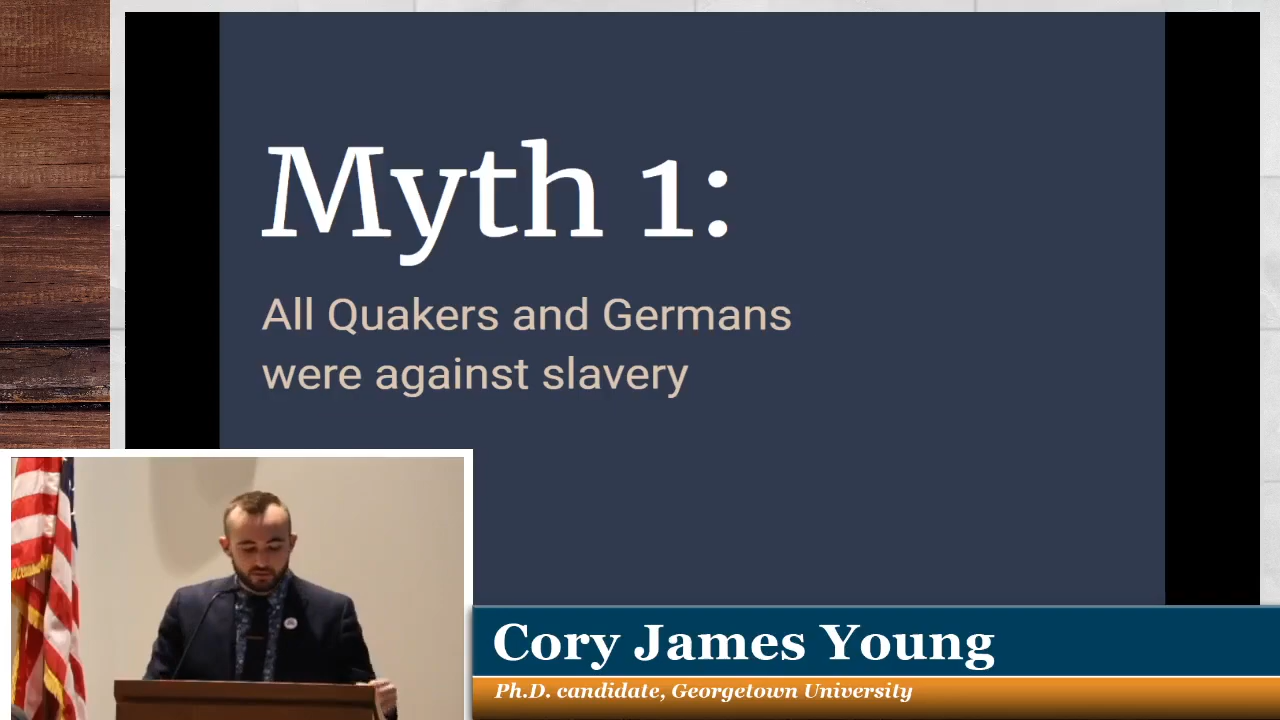 Myth 1:
All Quakers and Germans
were against slavery
Cory James Young
Ph.D. candidate, Georgetown University